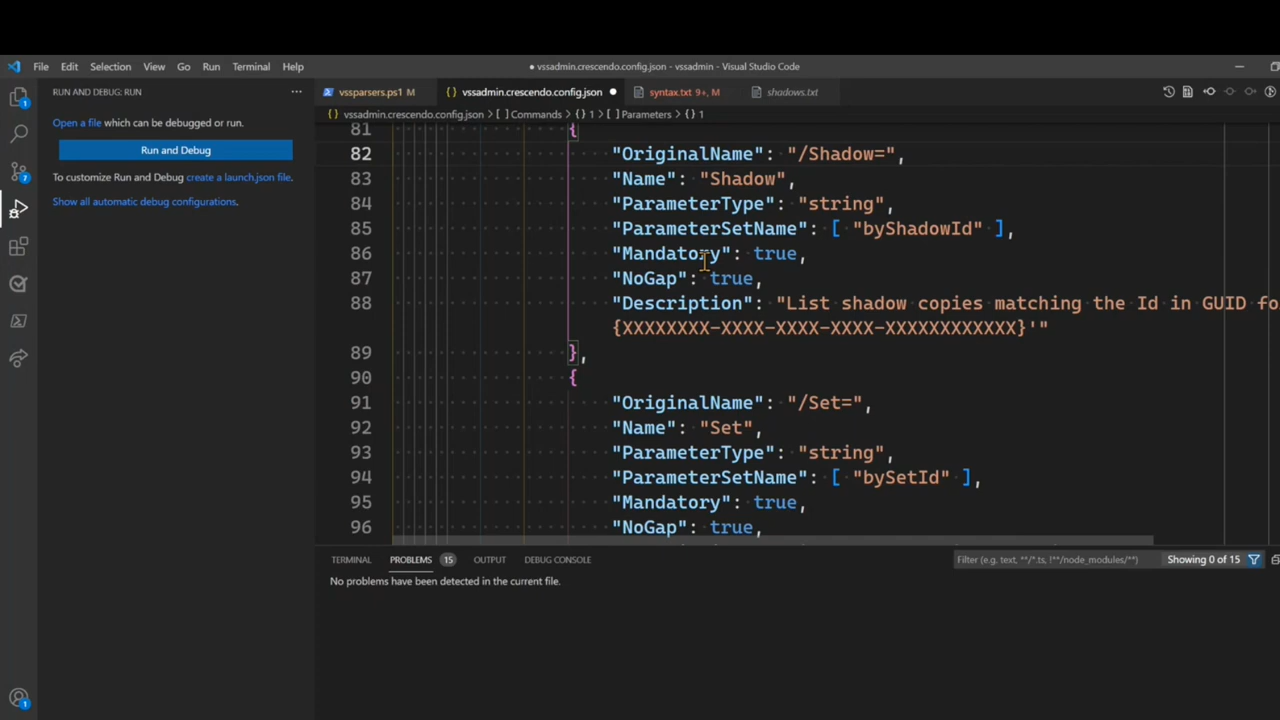 File Edit Selection View Go Run Terminal Help
● vssadmin.crescendo.config.json - vssadmin - Visual Studio Code
RUN AND DEBUG: RUN
vssparsers.ps1 M vssadmin.crescendo.config.json ● syntax.txt 9+, M shadows.txt
{} vssadmin.crescendo.config.json > [ ] Commands > {} 1 > [ ] Parameters > {} 1
Open a file which can be debugged or run.
Run and Debug
To customize Run and Debug create a launch.json file.
Show all automatic debug configurations.
81 {
82 "OriginalName": "/Shadow=",
83 "Name": "Shadow",
84 "ParameterType": "string",
85 "ParameterSetName": [ "byShadowId" ],
86 "Mandatory": true,
87 "NoGap": true,
88 "Description": "List shadow copies matching the Id in GUID fo
{XXXXXXXX-XXXX-XXXX-XXXX-XXXXXXXXXXXX}'"
89 },
90 {
91 "OriginalName": "/Set=",
92 "Name": "Set",
93 "ParameterType": "string",
94 "ParameterSetName": [ "bySetId" ],
95 "Mandatory": true,
96 "NoGap": true,
TERMINAL PROBLEMS 15 OUTPUT DEBUG CONSOLE
Filter (e.g. text, **/*.ts, !**/node_modules/**) Showing 0 of 15
No problems have been detected in the current file.
1
7
1